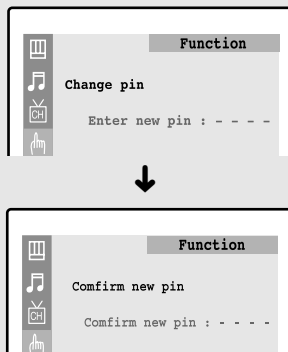 Function
Change pin
Enter new pin : - - - -
CH
Function
Comfirm new pin
Comfirm new pin : - - - -
CH